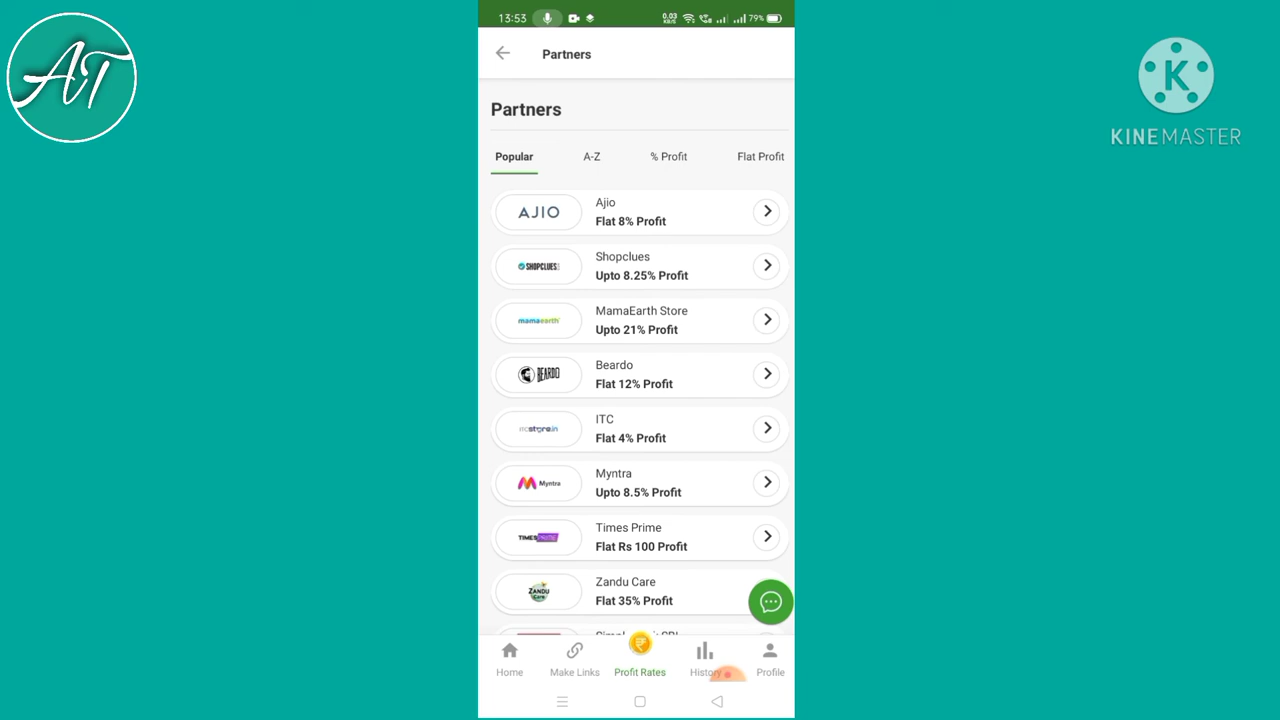 AT
13:53
0.03
KB/S
79%
Partners
KINEMASTER
Partners
Popular
A-Z
% Profit
Flat Profit
AJIO
Ajio
Flat 8% Profit
SHOPCLUES
Shopclues
Upto 8.25% Profit
mamaearth
MamaEarth Store
Upto 21% Profit
BEARDO
Beardo
Flat 12% Profit
itcstore.in
ITC
Flat 4% Profit
Myntra
Myntra
Upto 8.5% Profit
TIMES PRIME
Times Prime
Flat Rs 100 Profit
ZANDU
Care
Zandu Care
Flat 35% Profit
Home
Make Links
Profit Rates
History
Profile